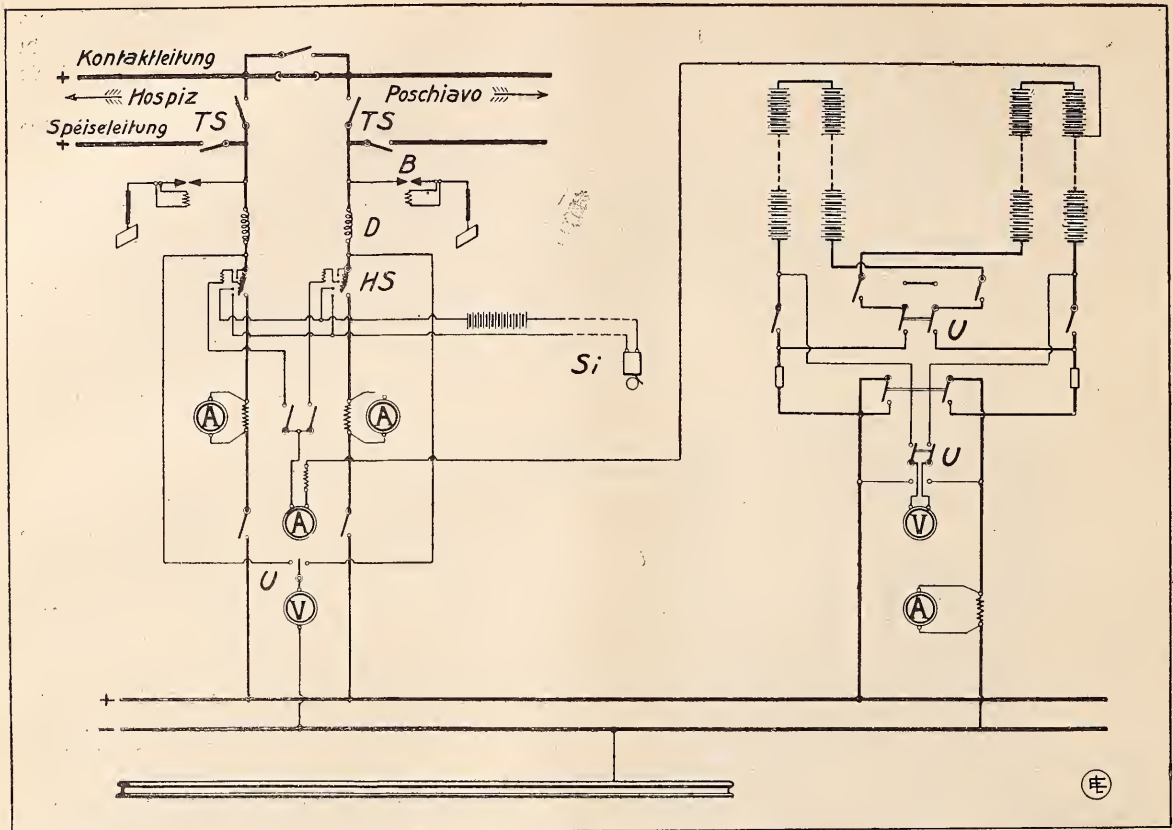 Kontaktleitung
+
Hospiz Poschiavo
TS TS
Speiseleitung
+
B
D
HS
U
Si
A A
U
A
V
U
V
A
+
-